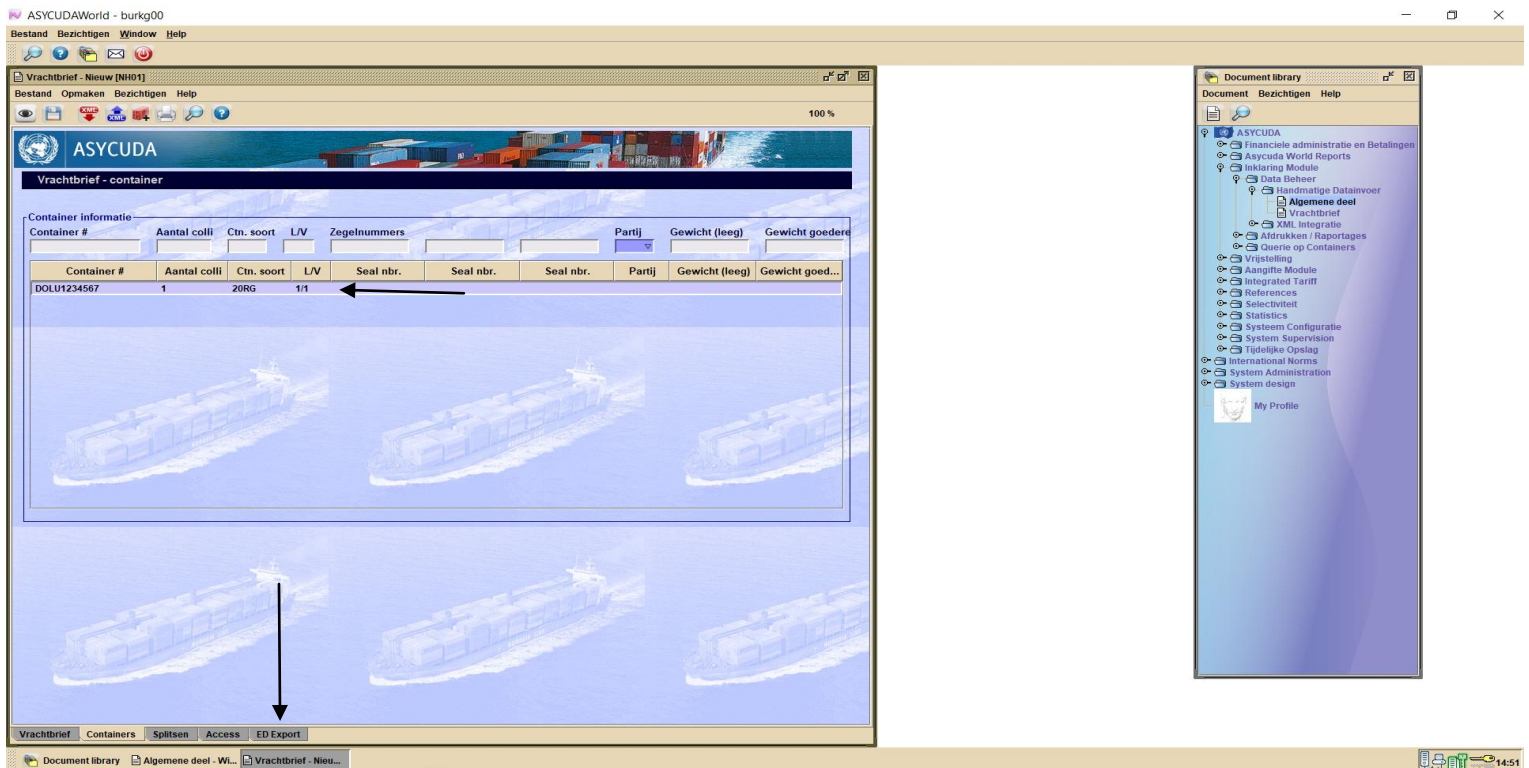 ASYCUDAWorld - burkg00
Bestand Bezichtigen Window Help
Vrachtbrief - Nieuw [NH01]
Bestand Opmaken Bezichtigen Help
XML XML
100 %
ASYCUDA
Vrachtbrief - container
Container informatie
Container # Aantal colli Ctn. soort L/V Zegelnummers Partij Gewicht (leeg) Gewicht goedere
Container # Aantal colli Ctn. soort L/V Seal nbr. Seal nbr. Seal nbr. Partij Gewicht (leeg) Gewicht goed...
DOLU1234567 1 20RG 1/1
Vrachtbrief Containers Splitsen Access ED Export
Document library
Document Bezichtigen Help
ASYCUDA
Financiele administratie en Betalingen
Asycuda World Reports
Inklaring Module
Data Beheer
Handmatige Datainvoer
Algemene deel
Vrachtbrief
XML Integratie
Afdrukken / Raportages
Querie op Containers
Vrijstelling
Aangifte Module
Integrated Tariff
References
Selectiviteit
Statistics
Systeem Configuratie
System Supervision
Tijdelijke Opslag
International Norms
System Administration
System design
My Profile
Document library Algemene deel - Wi... Vrachtbrief - Nieu...
14:51